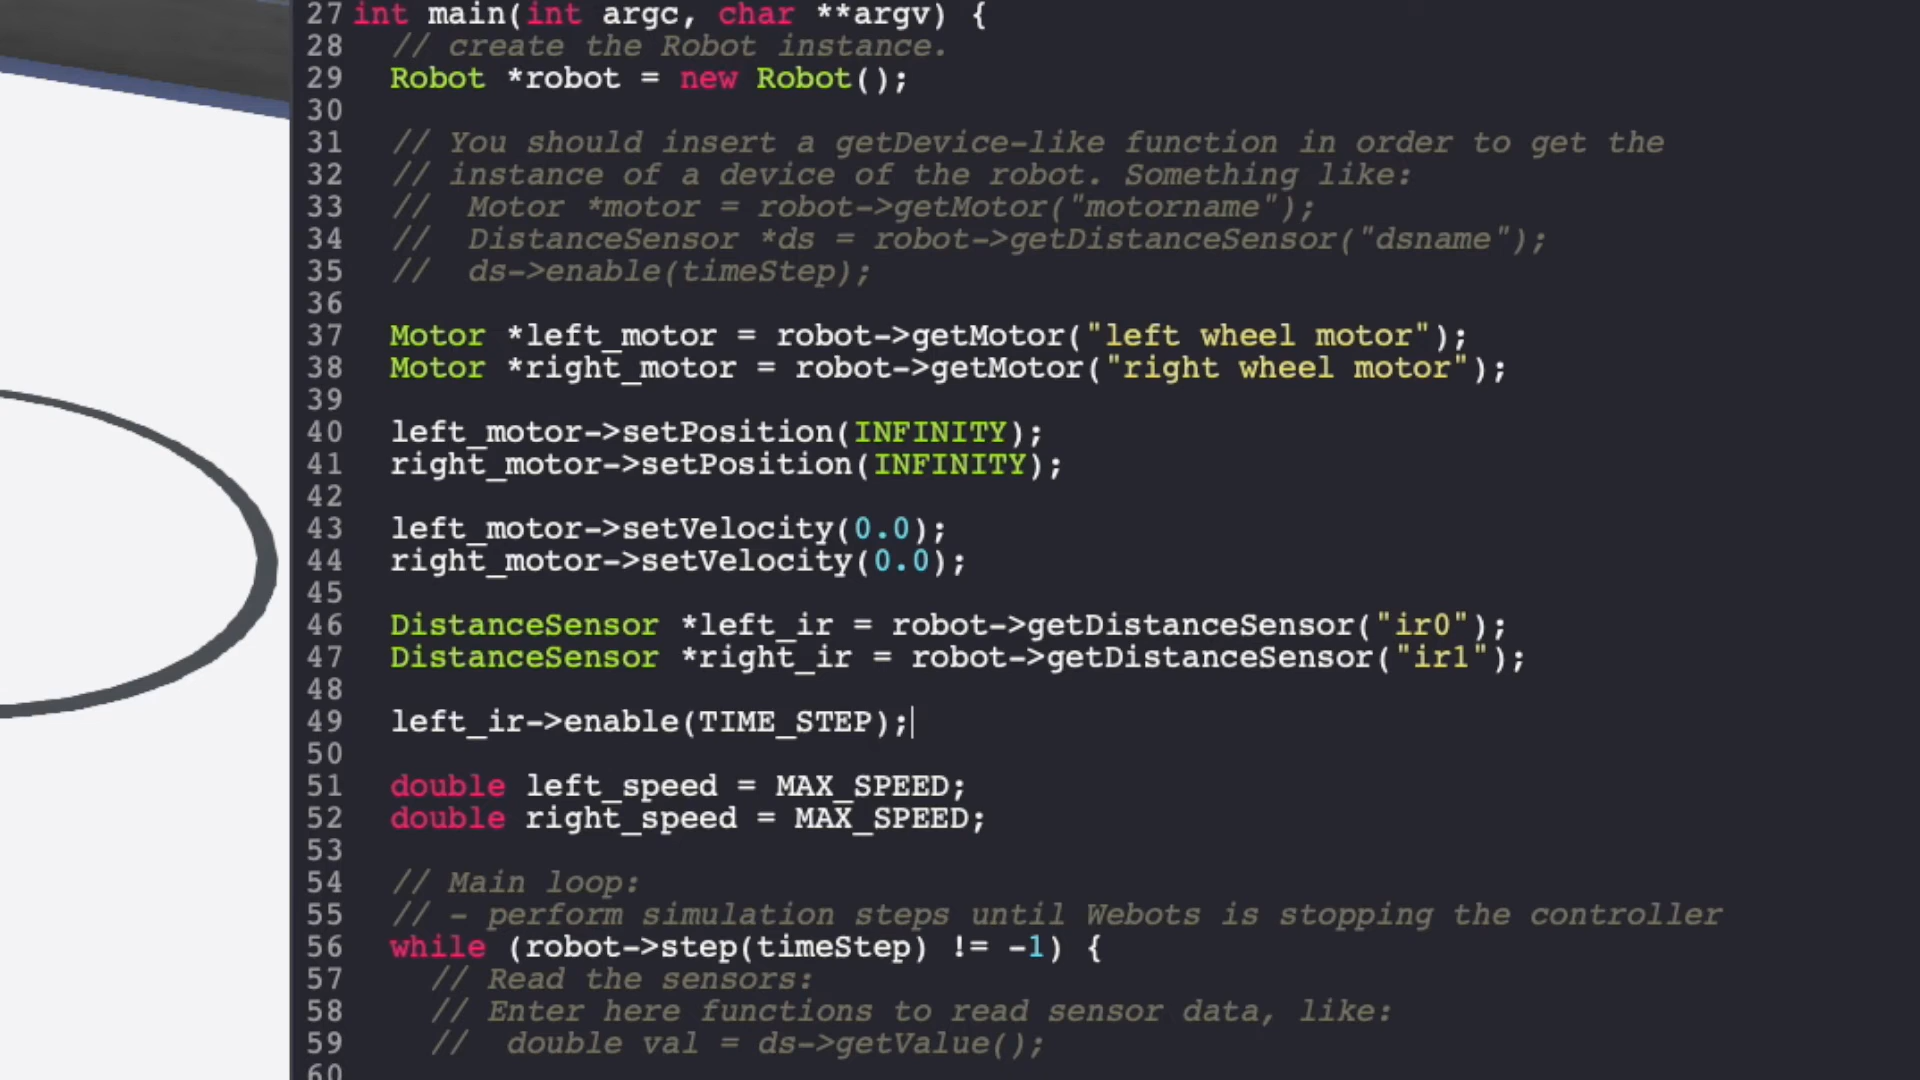 27 int main(int argc, char **argv) {
28 // create the Robot instance.
29 Robot *robot = new Robot();
30
31 // You should insert a getDevice-like function in order to get the
32 // instance of a device of the robot. Something like:
33 //  Motor *motor = robot->getMotor("motorname");
34 //  DistanceSensor *ds = robot->getDistanceSensor("dsname");
35 //  ds->enable(timeStep);
36
37 Motor *left_motor = robot->getMotor("left wheel motor");
38 Motor *right_motor = robot->getMotor("right wheel motor");
39
40 left_motor->setPosition(INFINITY);
41 right_motor->setPosition(INFINITY);
42
43 left_motor->setVelocity(0.0);
44 right_motor->setVelocity(0.0);
45
46 DistanceSensor *left_ir = robot->getDistanceSensor("ir0");
47 DistanceSensor *right_ir = robot->getDistanceSensor("ir1");
48
49 left_ir->enable(TIME_STEP);
50
51 double left_speed = MAX_SPEED;
52 double right_speed = MAX_SPEED;
53
54 // Main loop:
55 // - perform simulation steps until Webots is stopping the controller
56 while (robot->step(timeStep) != -1) {
57 // Read the sensors:
58 // Enter here functions to read sensor data, like:
59 //  double val = ds->getValue();
60